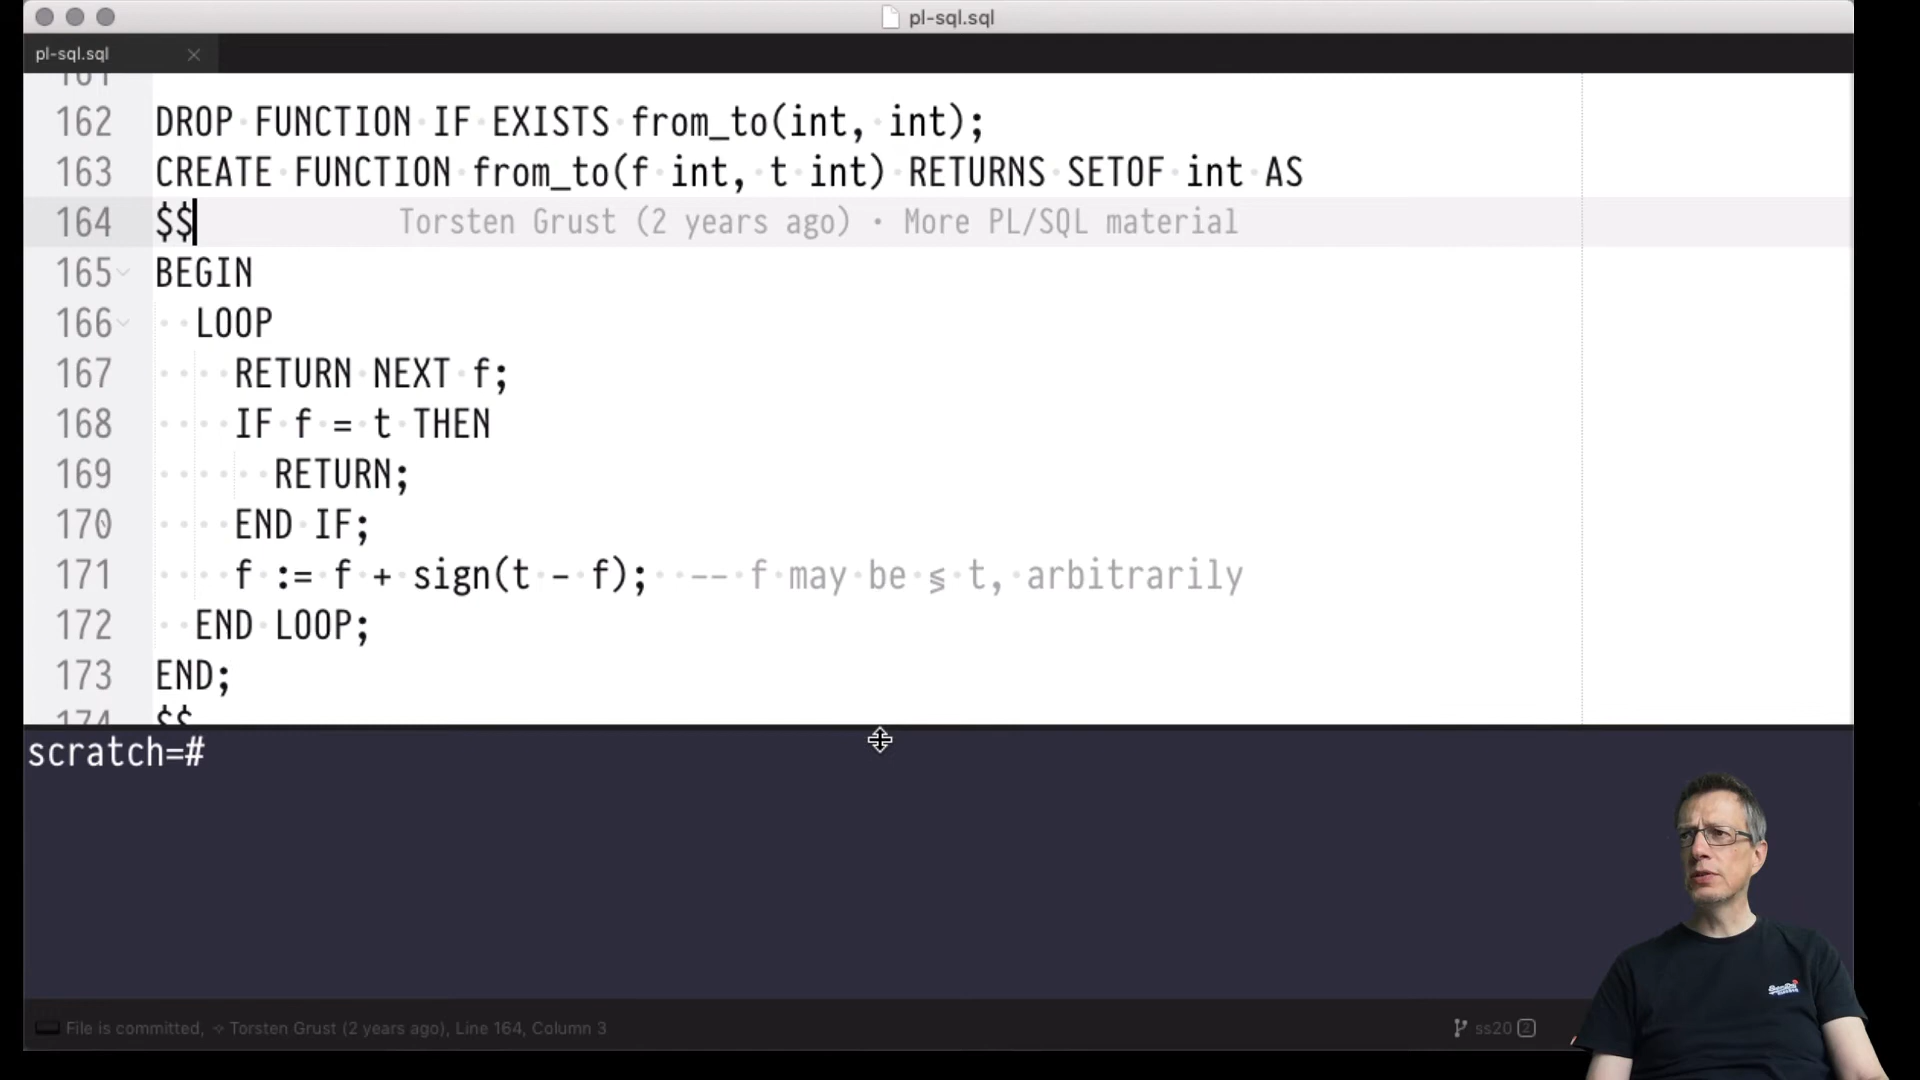 pl-sql.sql
pl-sql.sql
161
162 DROP FUNCTION IF EXISTS from_to(int, int);
163 CREATE FUNCTION from_to(f int, t int) RETURNS SETOF int AS
164 $$ Torsten Grust (2 years ago) · More PL/SQL material
165 BEGIN
166 LOOP
167 RETURN NEXT f;
168 IF f = t THEN
169 RETURN;
170 END IF;
171 f := f + sign(t - f); -- f may be ⪋ t, arbitrarily
172 END LOOP;
173 END;
174 $$
scratch=#
File is committed, ✧ Torsten Grust (2 years ago), Line 164, Column 3
ss20 2